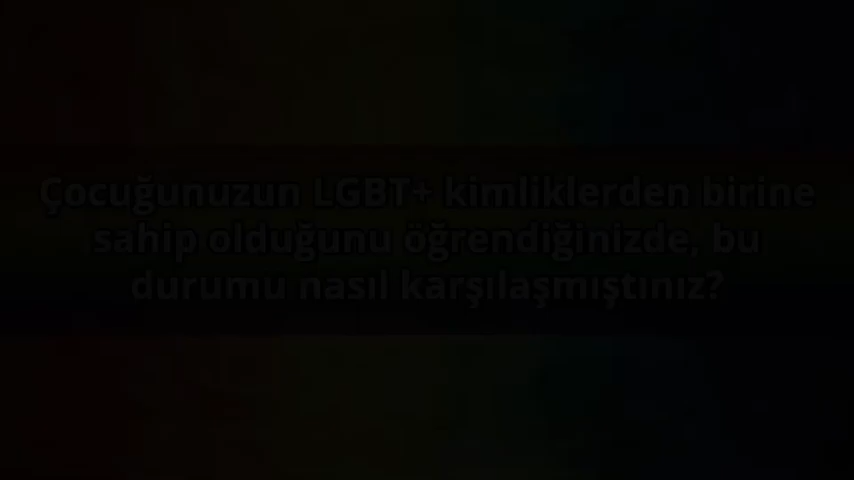 Çocuğunuzun LGBT+ kimliklerden birine
sahip olduğunu öğrendiğinizde, bu
durumu nasıl karşılaşmıştınız?